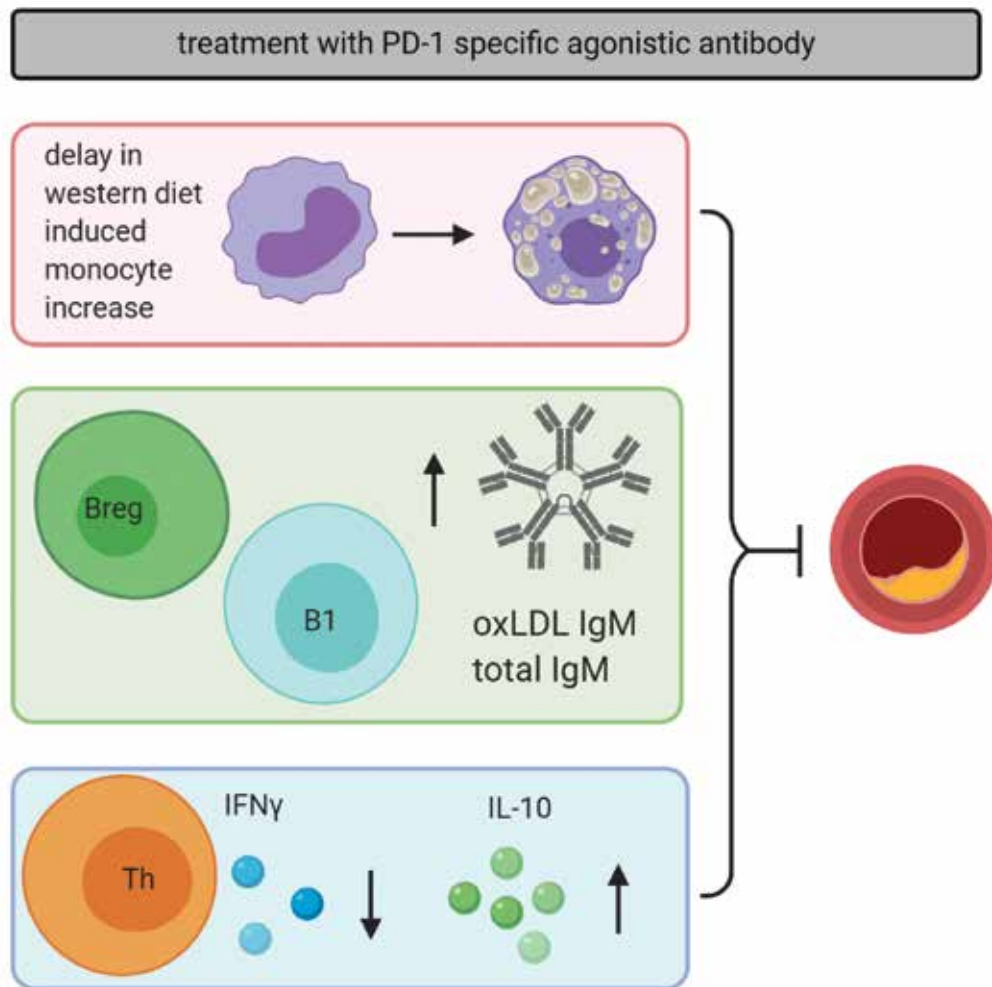 treatment with PD-1 specific agonistic antibody
delay in
western diet
induced
monocyte
increase
Breg
B1
oxLDL IgM
total IgM
Th
IFNγ
IL-10